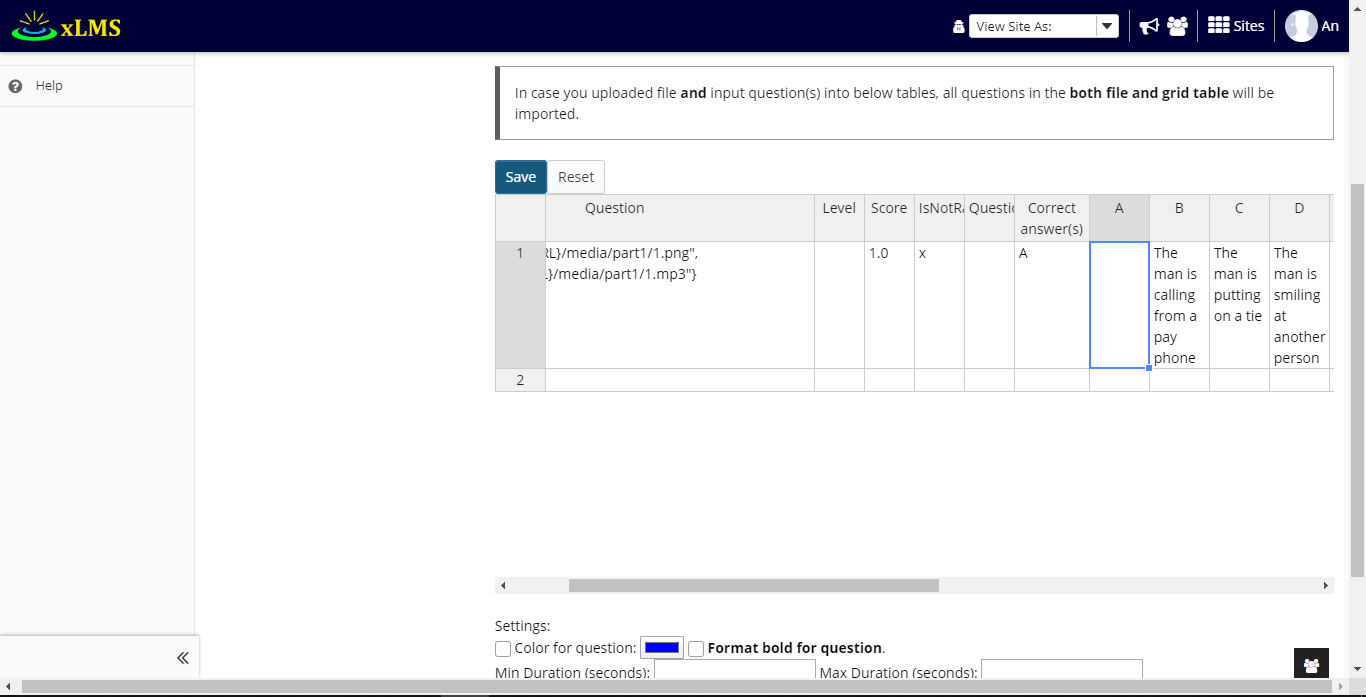 xLMS
View Site As:
Sites
An
Help
In case you uploaded file and input question(s) into below tables, all questions in the both file and grid table will be
imported.
Save
Reset
Question
Level
Score
IsNotRa
Questio
Correct
answer(s)
A
B
C
D
1
RL}/media/part1/1.png",
.}/media/part1/1.mp3"}
1.0
x
A
The
man is
calling
from a
pay
phone
The
man is
putting
on a tie
The
man is
smiling
at
another
person
2
Settings:
Color for question:
Format bold for question.
Min Duration (seconds):
Max Duration (seconds):